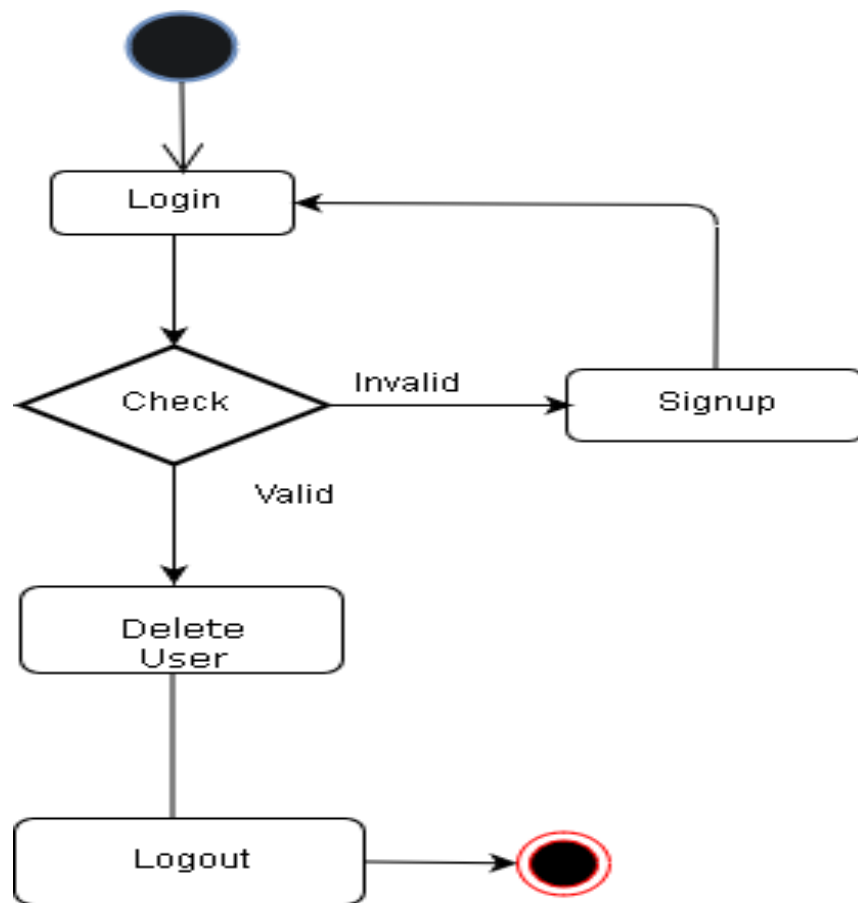 Login
Check
Invalid
Signup
Valid
Delete
User
Logout